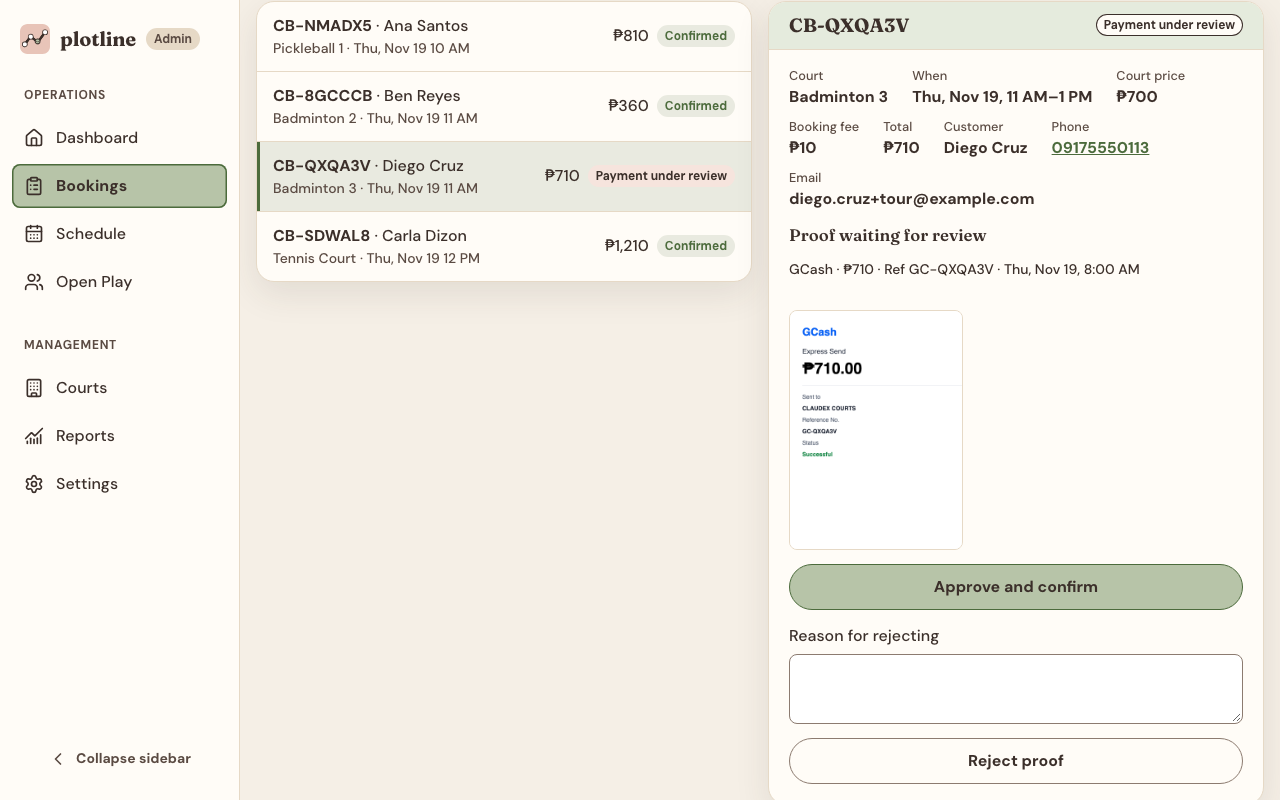 plotline Admin
OPERATIONS
Dashboard
Bookings
Schedule
Open Play
MANAGEMENT
Courts
Reports
Settings
Collapse sidebar
CB-NMADX5 · Ana Santos
Pickleball 1 · Thu, Nov 19 10 AM
₱810 Confirmed
CB-8GCCCB · Ben Reyes
Badminton 2 · Thu, Nov 19 11 AM
₱360 Confirmed
CB-QXQA3V · Diego Cruz
Badminton 3 · Thu, Nov 19 11 AM
₱710 Payment under review
CB-SDWAL8 · Carla Dizon
Tennis Court · Thu, Nov 19 12 PM
₱1,210 Confirmed
CB-QXQA3V Payment under review
Court When Court price
Badminton 3 Thu, Nov 19, 11 AM–1 PM ₱700
Booking fee Total Customer Phone
₱10 ₱710 Diego Cruz 09175550113
Email
diego.cruz+tour@example.com
Proof waiting for review
GCash · ₱710 · Ref GC-QXQA3V · Thu, Nov 19, 8:00 AM
GCash
Express Send
₱710.00
Sent to
CLAUDEX COURTS
Reference No.
GC-QXQA3V
Status
Successful
Approve and confirm
Reason for rejecting
Reject proof